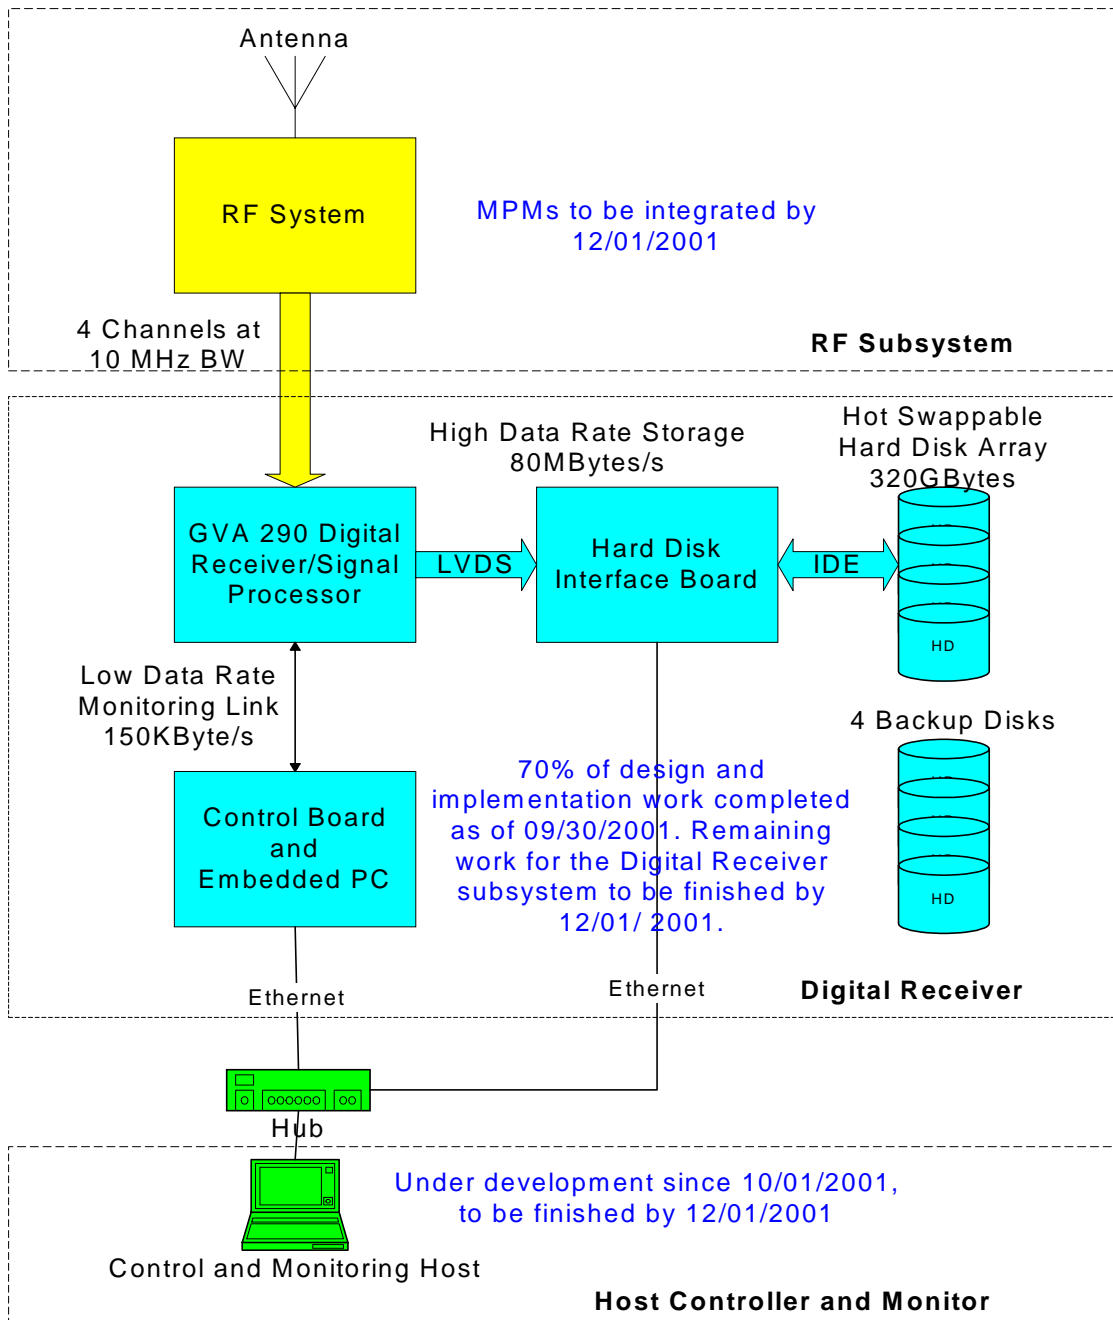 Antenna
RF System
MPMs to be integrated by
12/01/2001
4 Channels at
10 MHz BW
RF Subsystem
High Data Rate Storage
80MBytes/s
Hot Swappable
Hard Disk Array
320GBytes
GVA 290 Digital
Receiver/Signal
Processor
LVDS
Hard Disk
Interface Board
IDE
HD
Low Data Rate
Monitoring Link
150KByte/s
4 Backup Disks
HD
Control Board
and
Embedded PC
70% of design and
implementation work completed
as of 09/30/2001. Remaining
work for the Digital Receiver
subsystem to be finished by
12/01/ 2001.
Ethernet
Ethernet
Digital Receiver
Hub
Under development since 10/01/2001,
to be finished by 12/01/2001
Control and Monitoring Host
Host Controller and Monitor